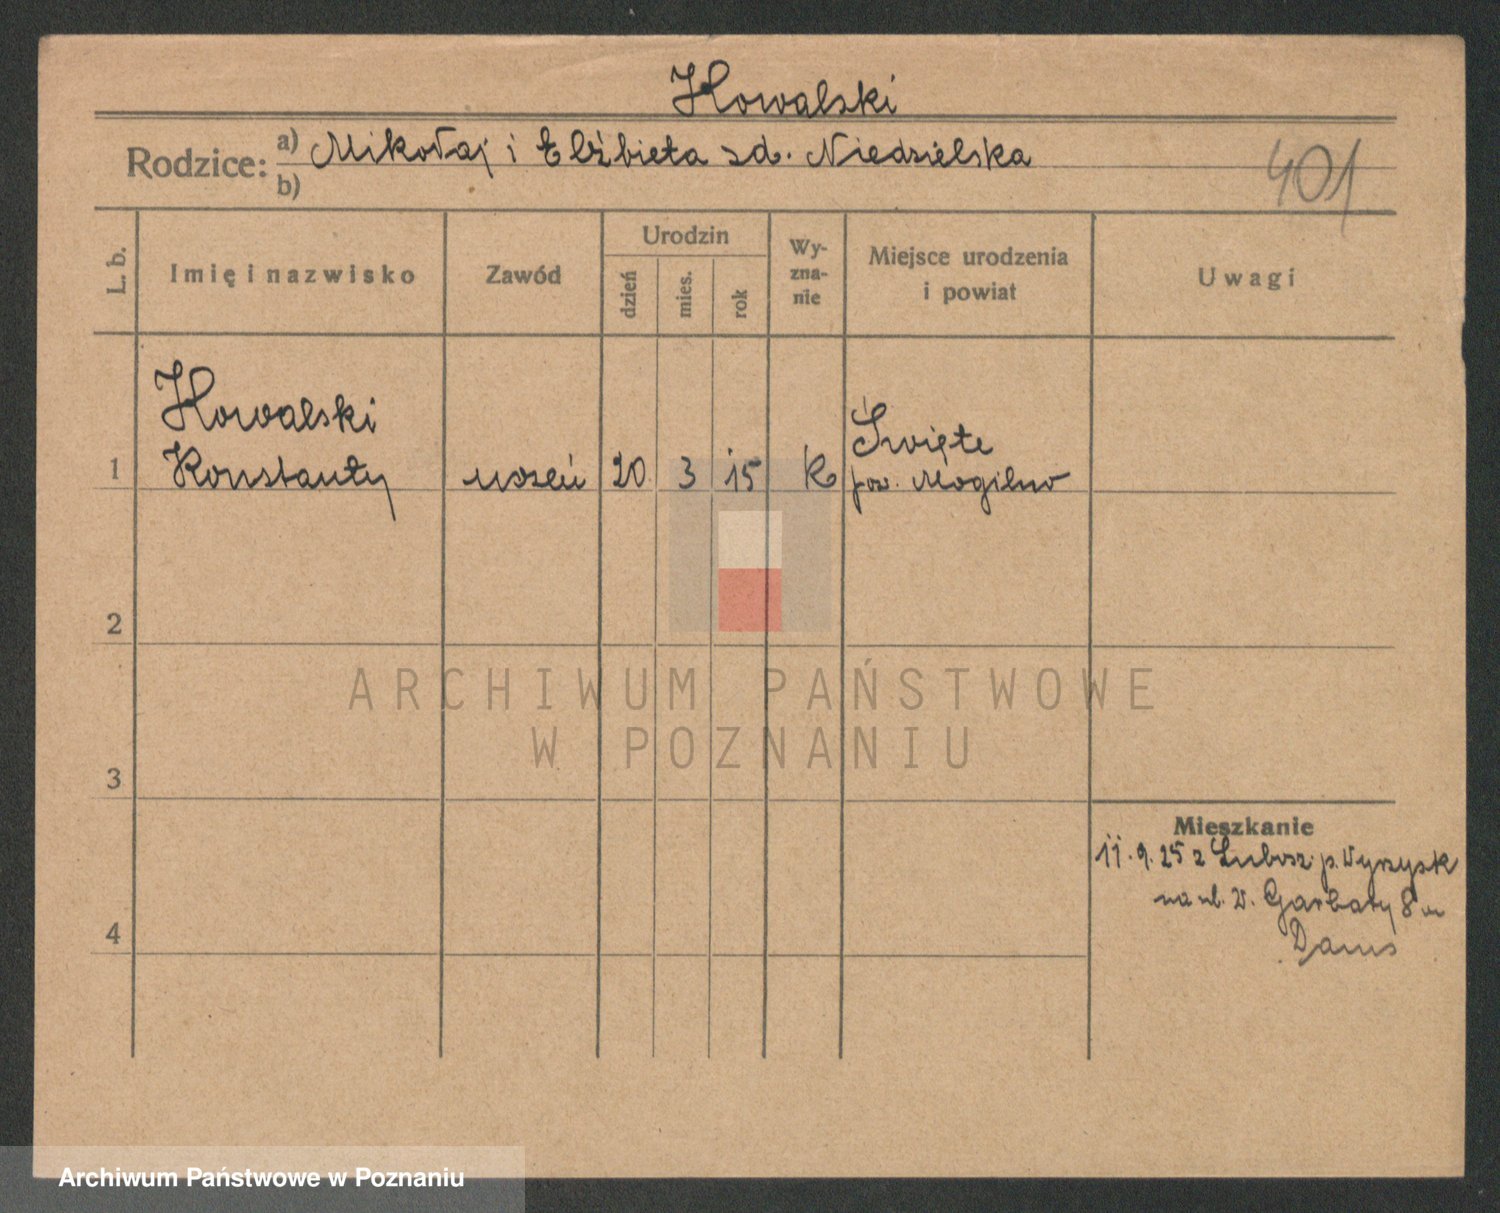 Kowalski
Rodzice: a) Mikołaj i Elżbieta zd. Niedzielska
b)
401
L. b.
Imię i nazwisko
Zawód
Urodzin
dzień
mies.
rok
Wy-
zna-
nie
Miejsce urodzenia
i powiat
Uwagi
Kowalski
Święte
1 Konstanty uczeń 20 3 15 k pow. Mogilno
2
ARCHIWUM PAŃSTWOWE
W POZNANIU
3
Mieszkanie
11.9.25 z Łubosz p. Wyrzysk
na ul. W. Garbary 8
4
Archiwum Państwowe w Poznaniu